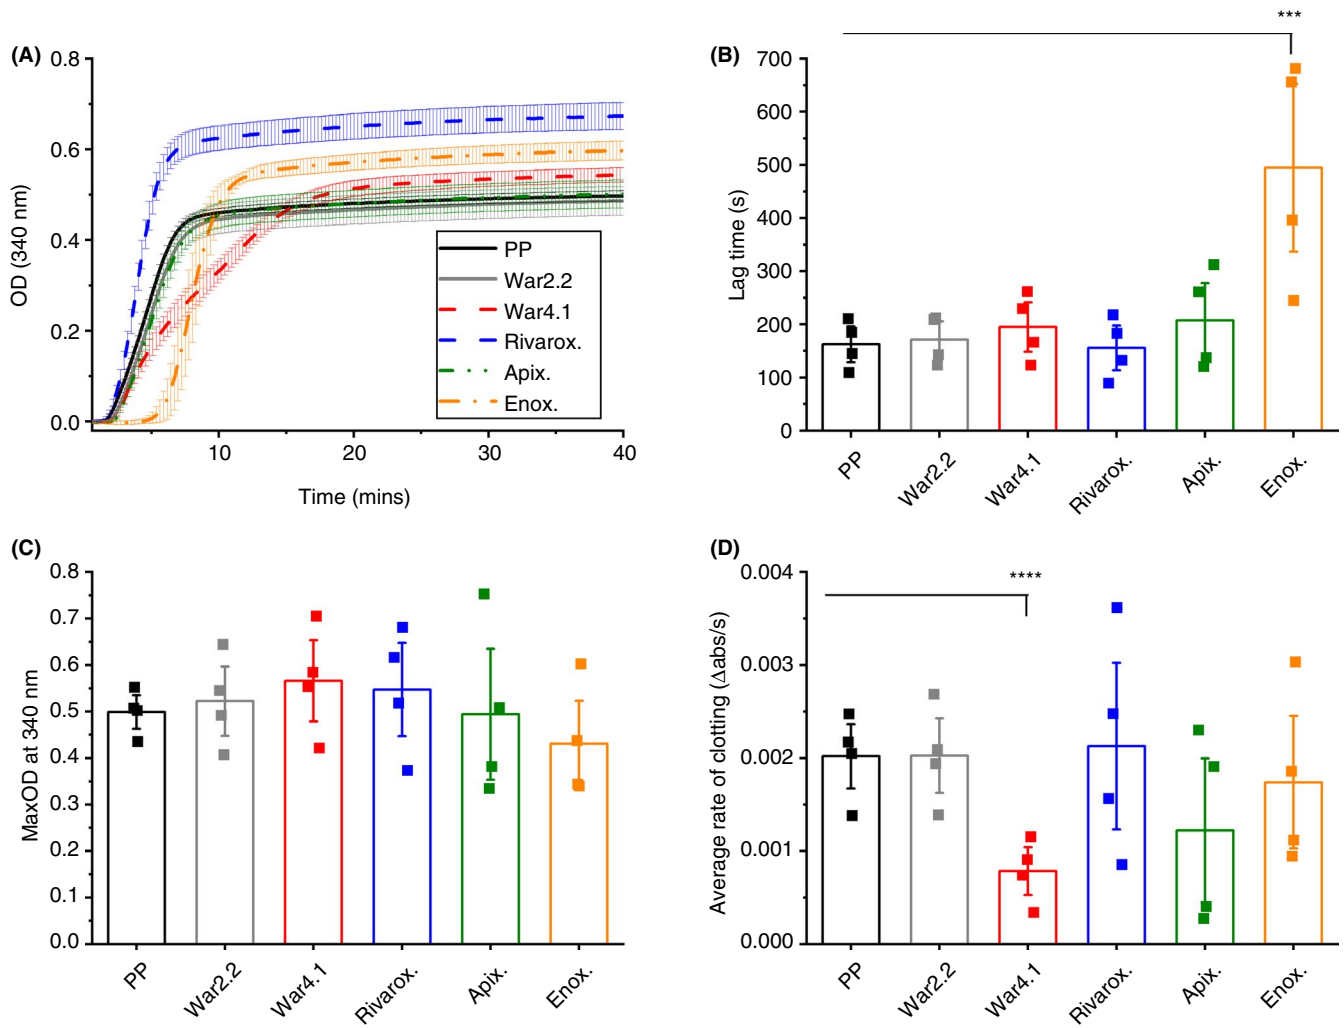 (A)
0.8
0.6
0.4
0.2
0.0
OD (340 nm)
10
20
30
40
Time (mins)
PP
War2.2
War4.1
Rivarox.
Apix.
Enox.
(B)
***
700
600
500
400
300
200
100
0
Lag time (s)
PP
War2.2
War4.1
Rivarox.
Apix.
Enox.
(C)
0.8
0.7
0.6
0.5
0.4
0.3
0.2
0.1
0.0
MaxOD at 340 nm
PP
War2.2
War4.1
Rivarox.
Apix.
Enox.
(D)
****
0.004
0.003
0.002
0.001
0.000
Average rate of clotting (Δabs/s)
PP
War2.2
War4.1
Rivarox.
Apix.
Enox.